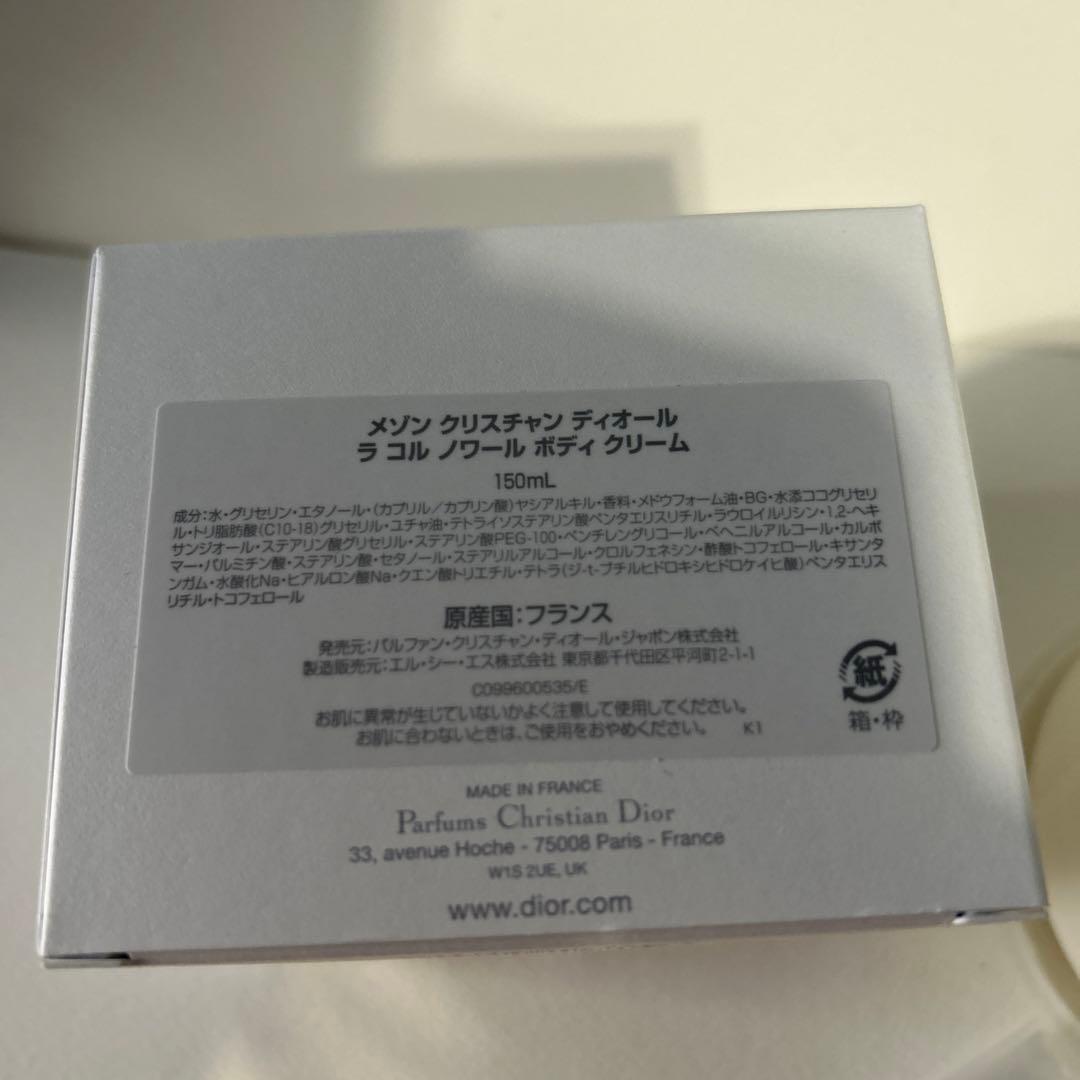 メゾン クリスチャン ディオール
ラ コル ノワール ボディ クリーム
150mL
成分：水・グリセリン・エタノール・（カプリル／カプリン酸）ヤシアルキル・香料・メドウフォーム油・BG・水添ココグリセリ
ル・トリ脂肪酸（C10-18）グリセリル・ユチャ油・テトライソステアリン酸ペンタエリスリチル・ラウロイルリシン・1,2-ヘキ
サンジオール・ステアリン酸グリセリル・ステアリン酸PEG-100・ペンチレングリコール・ベヘニルアルコール・カルボ
マー・パルミチン酸・ステアリン酸・セタノール・ステアリルアルコール・クロルフェネシン・酢酸トコフェロール・キサンタ
ンガム・水酸化Na・ヒアルロン酸Na・クエン酸トリエチル・テトラ（ジ-t-ブチルヒドロキシヒドロケイヒ酸）ペンタエリス
リチル・トコフェロール
原産国：フランス
発売元：パルファン・クリスチャン・ディオール・ジャポン株式会社
製造販売元：エル・シー・エス株式会社 東京都千代田区平河町2-1-1
C099600535/E
お肌に異常が生じていないかよく注意して使用してください。
お肌に合わないときは、ご使用をおやめください。 K1
紙
箱・枠
MADE IN FRANCE
Parfums Christian Dior
33, avenue Hoche - 75008 Paris - France
W1S 2UE, UK
www.dior.com